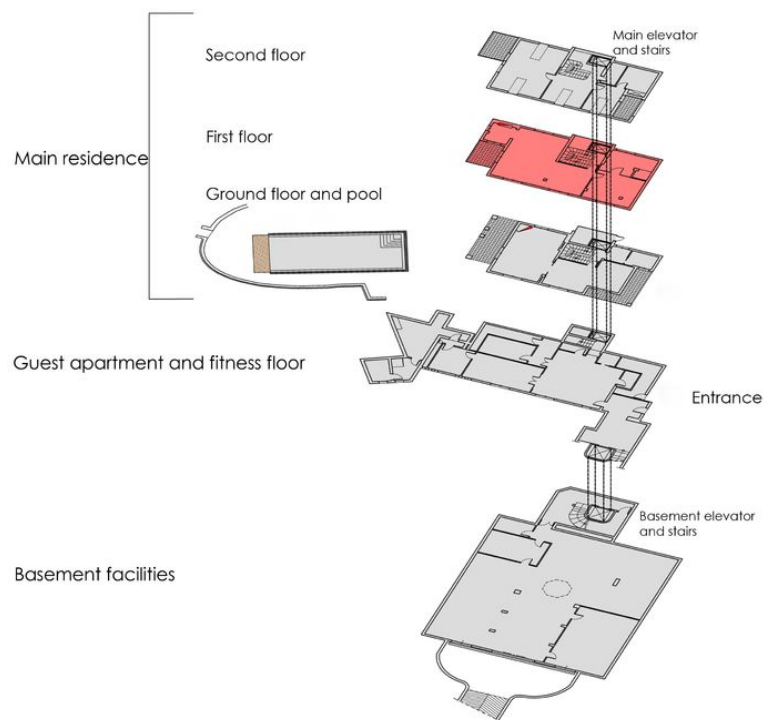 Main elevator
and stairs
Second floor
First floor
Main residence
Ground floor and pool
Guest apartment and fitness floor
Entrance
Basement elevator
and stairs
Basement facilities